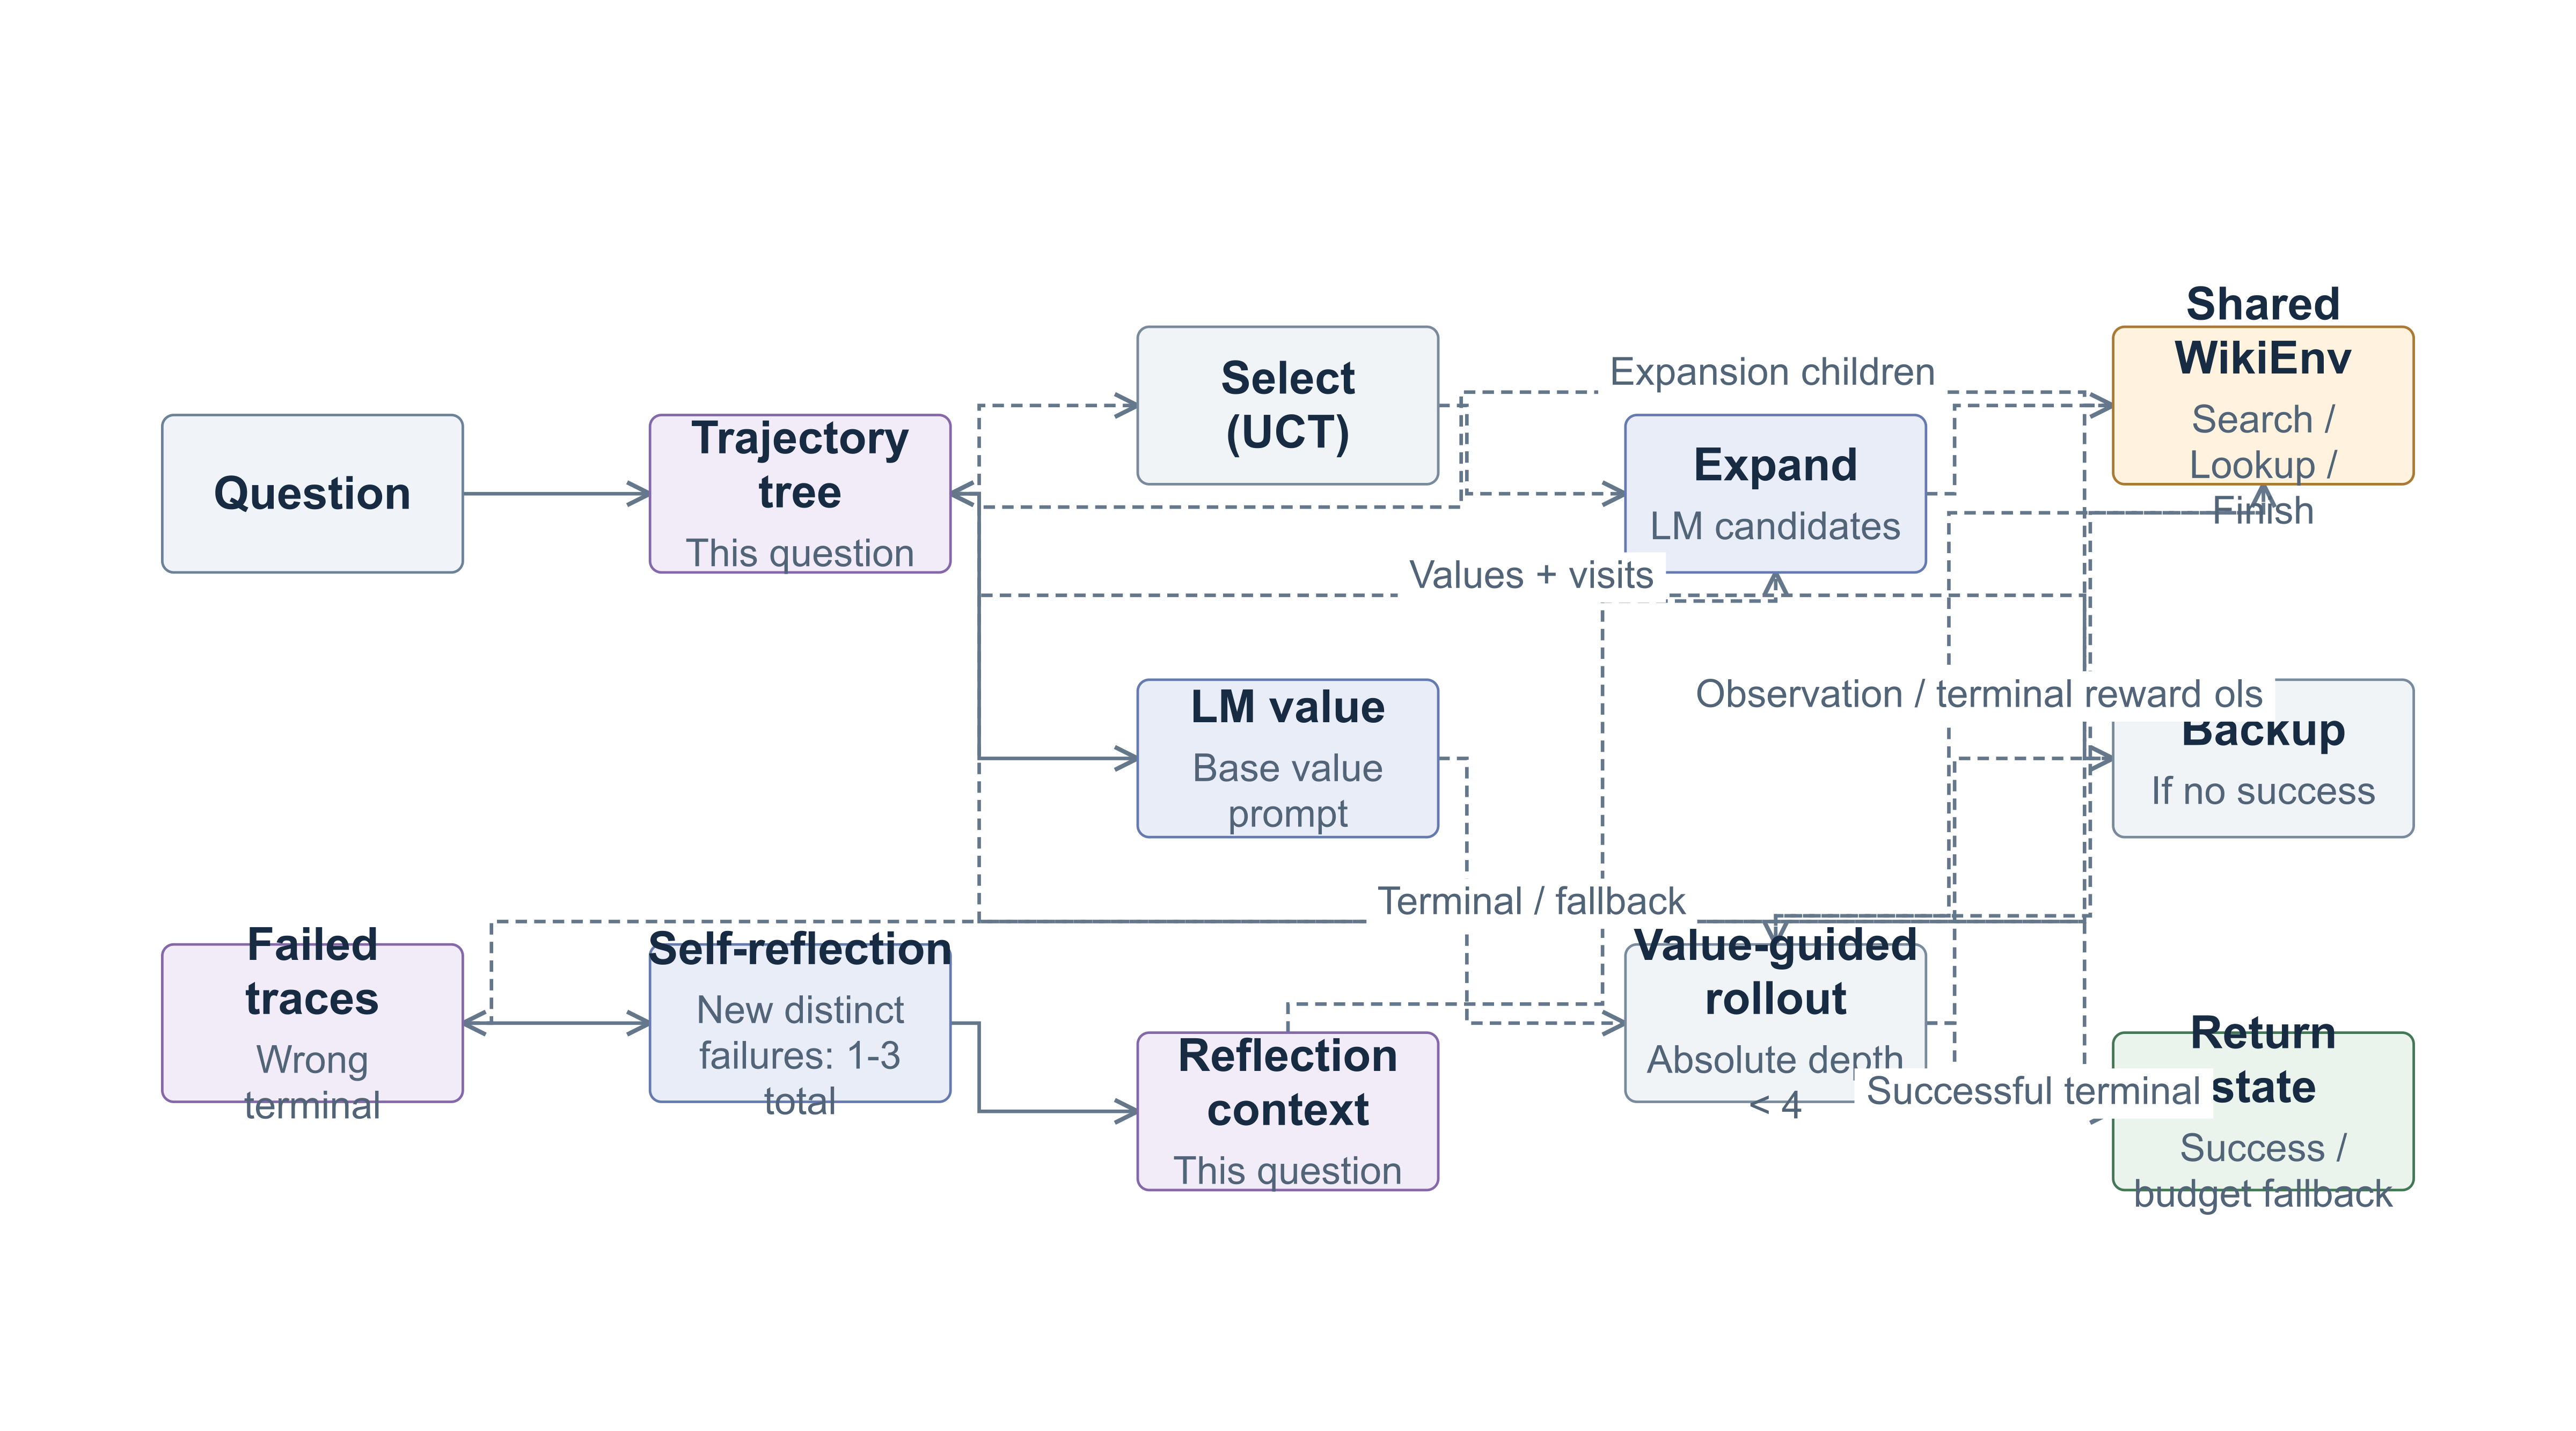 Question
Trajectory
tree
This question
Select
(UCT)
Expansion children
Expand
LM candidates
Shared
WikiEnv
Search /
Lookup /
Finish
Values + visits
LM value
Base value
prompt
Observation / terminal reward ols
Backup
If no success
Terminal / fallback
Failed
traces
Wrong
terminal
Self-reflection
New distinct
failures: 1-3
total
Reflection
context
This question
Value-guided
rollout
Absolute depth
< 4
Successful terminal
Return
state
Success /
budget fallback